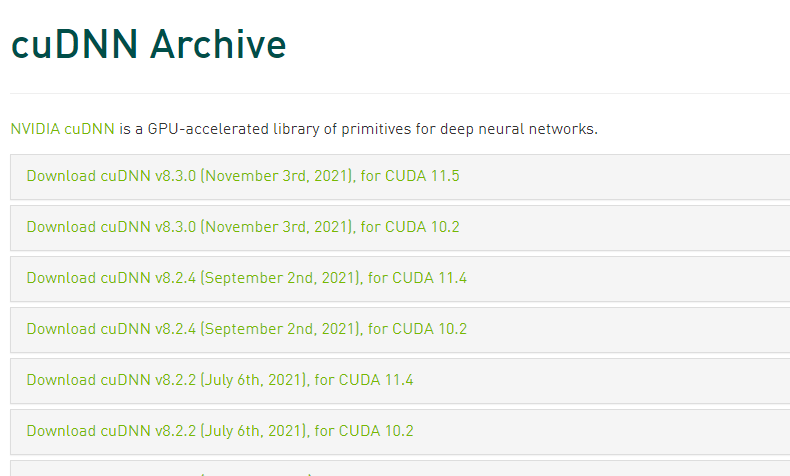 cuDNN Archive
NVIDIA cuDNN is a GPU-accelerated library of primitives for deep neural networks.
Download cuDNN v8.3.0 (November 3rd, 2021), for CUDA 11.5
Download cuDNN v8.3.0 (November 3rd, 2021), for CUDA 10.2
Download cuDNN v8.2.4 (September 2nd, 2021), for CUDA 11.4
Download cuDNN v8.2.4 (September 2nd, 2021), for CUDA 10.2
Download cuDNN v8.2.2 (July 6th, 2021), for CUDA 11.4
Download cuDNN v8.2.2 (July 6th, 2021), for CUDA 10.2